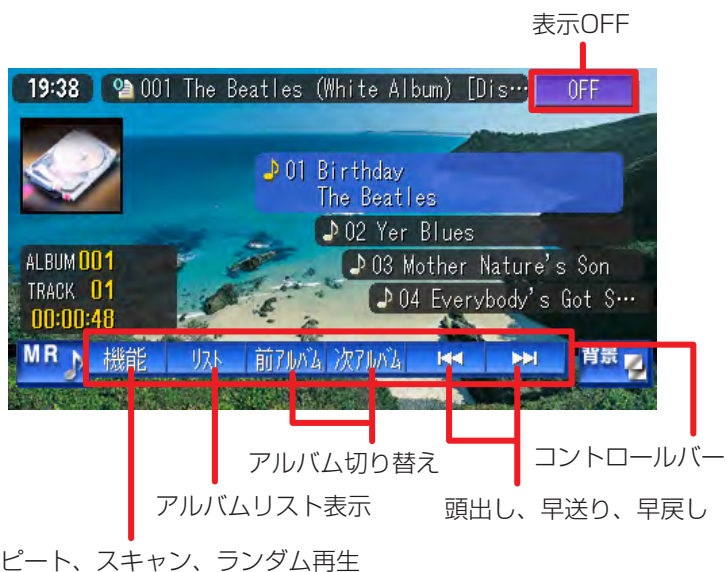 表示OFF
19:38 001 The Beatles (White Album) [Dis… OFF
01 Birthday
The Beatles
02 Yer Blues
03 Mother Nature's Son
04 Everybody's Got S…
ALBUM 001
TRACK 01
00:00:48
MR 機能 リスト 前アルバム 次アルバム 背景
アルバム切り替え
コントロールバー
アルバムリスト表示
頭出し、早送り、早戻し
ピート、スキャン、ランダム再生